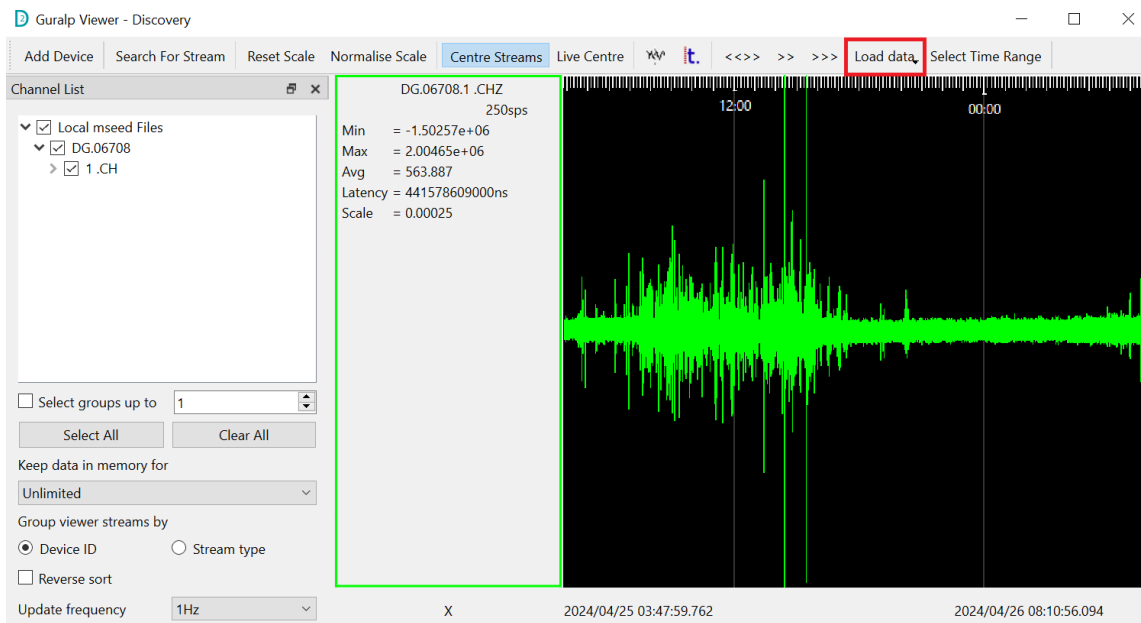 Guralp Viewer - Discovery
Add Device Search For Stream Reset Scale Normalise Scale Centre Streams Live Centre t. <<>> >> >>> Load data Select Time Range
Channel List
Local mseed Files
DG.06708
1 .CH
Select groups up to 1
Select All Clear All
Keep data in memory for
Unlimited
Group viewer streams by
Device ID Stream type
Reverse sort
Update frequency 1Hz
DG.06708.1 .CHZ
250sps
Min = -1.50257e+06
Max = 2.00465e+06
Avg = 563.887
Latency = 441578609000ns
Scale = 0.00025
12:00 00:00
X 2024/04/25 03:47:59.762 2024/04/26 08:10:56.094